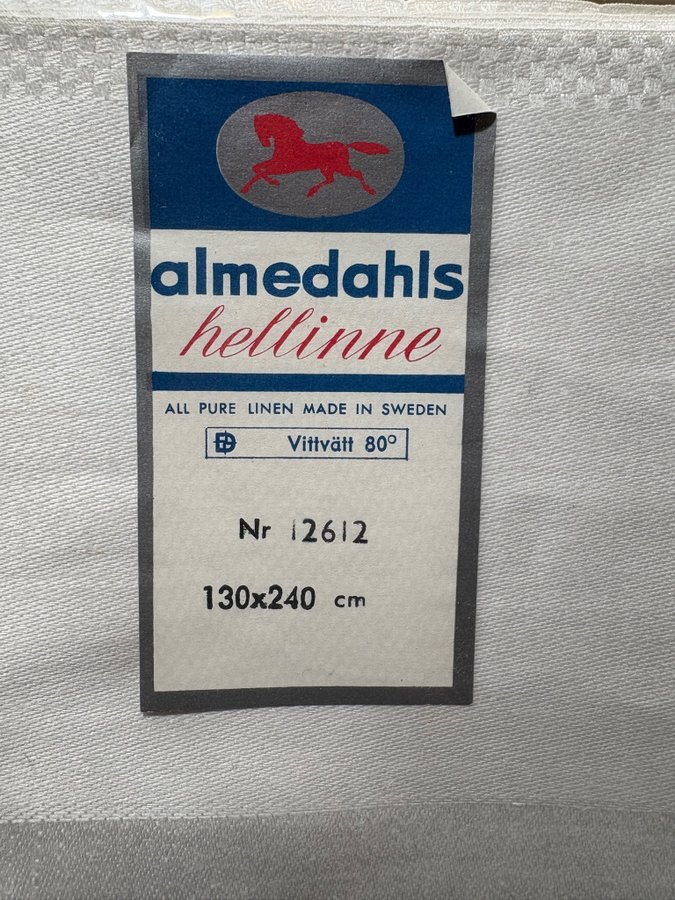 almedahls
hellinne
ALL PURE LINEN MADE IN SWEDEN
Vittvätt 80°
Nr 12612
130x240 cm